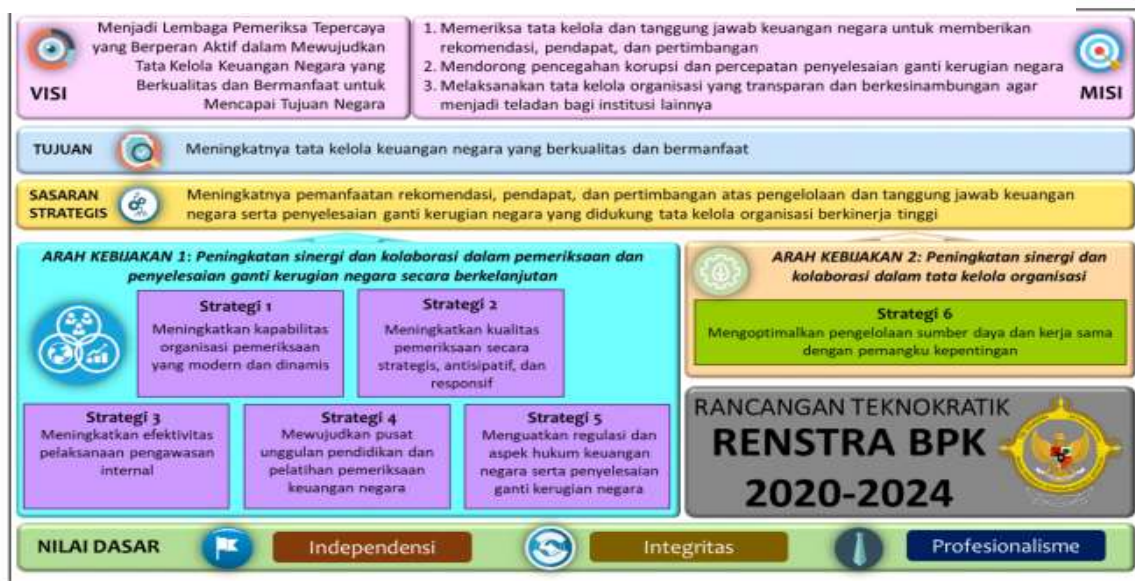 Menjadi Lembaga Pemeriksa Tepercaya
yang Berperan Aktif dalam Mewujudkan
Tata Kelola Keuangan Negara yang
Berkualitas dan Bermanfaat untuk
Mencapai Tujuan Negara
VISI
1. Memeriksa tata kelola dan tanggung jawab keuangan negara untuk memberikan
rekomendasi, pendapat, dan pertimbangan
2. Mendorong pencegahan korupsi dan percepatan penyelesaian ganti kerugian negara
3. Melaksanakan tata kelola organisasi yang transparan dan berkesinambungan agar
menjadi teladan bagi institusi lainnya
MISI
TUJUAN
Meningkatnya tata kelola keuangan negara yang berkualitas dan bermanfaat
SASARAN
STRATEGIS
Meningkatnya pemanfaatan rekomendasi, pendapat, dan pertimbangan atas pengelolaan dan tanggung jawab keuangan
negara serta penyelesaian ganti kerugian negara yang didukung tata kelola organisasi berkinerja tinggi
ARAH KEBIJAKAN 1: Peningkatan sinergi dan kolaborasi dalam pemeriksaan dan
penyelesaian ganti kerugian negara secara berkelanjutan
Strategi 1
Meningkatkan kapabilitas
organisasi pemeriksaan
yang modern dan dinamis
Strategi 2
Meningkatkan kualitas
pemeriksaan secara
strategis, antisipatif, dan
responsif
Strategi 3
Meningkatkan efektivitas
pelaksanaan pengawasan
internal
Strategi 4
Mewujudkan pusat
unggulan pendidikan dan
pelatihan pemeriksaan
keuangan negara
Strategi 5
Menguatkan regulasi dan
aspek hukum keuangan
negara serta penyelesaian
ganti kerugian negara
ARAH KEBIJAKAN 2: Peningkatan sinergi dan
kolaborasi dalam tata kelola organisasi
Strategi 6
Mengoptimalkan pengelolaan sumber daya dan kerja sama
dengan pemangku kepentingan
RANCANGAN TEKNOKRATIK
RENSTRA BPK
2020-2024
NILAI DASAR
Independensi
Integritas
Profesionalisme